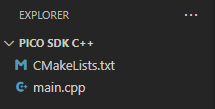 EXPLORER
PICO SDK C++
CMakeLists.txt
main.cpp